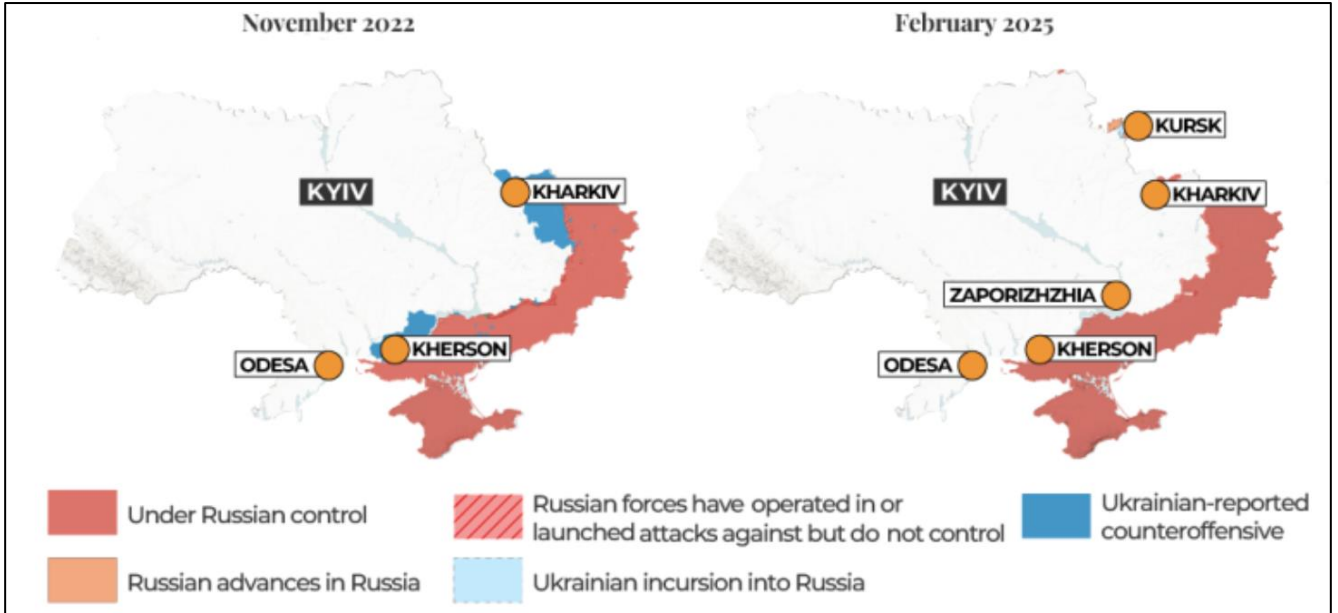 November 2022
KYIV
KHARKIV
ODESA
KHERSON
February 2025
KURSK
KYIV
KHARKIV
ZAPORIZHZHIA
ODESA
KHERSON
Under Russian control
Russian forces have operated in or
launched attacks against but do not control
Ukrainian-reported
counteroffensive
Russian advances in Russia
Ukrainian incursion into Russia